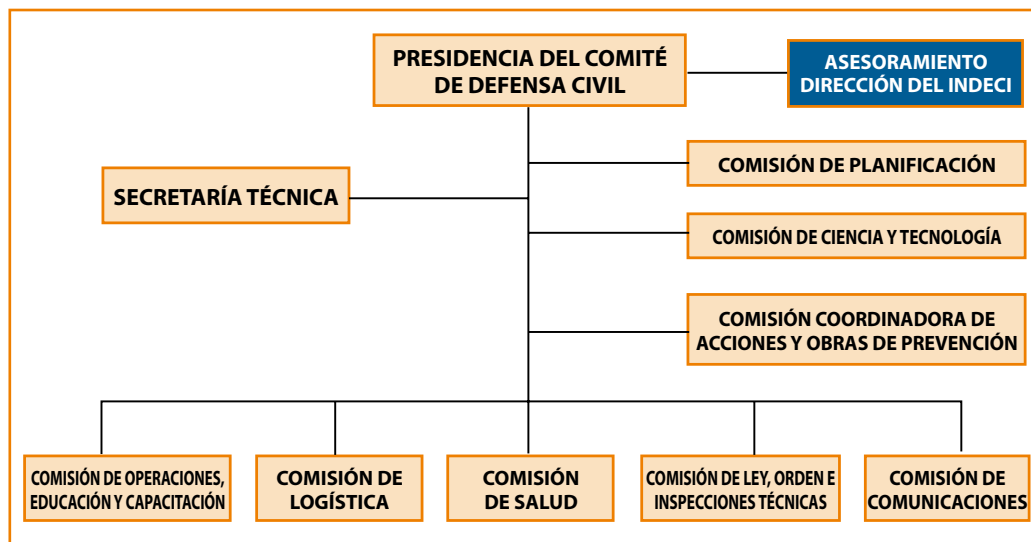 PRESIDENCIA DEL COMITÉ
DE DEFENSA CIVIL
ASESORAMIENTO
DIRECCIÓN DEL INDECI
COMISIÓN DE PLANIFICACIÓN
SECRETARÍA TÉCNICA
COMISIÓN DE CIENCIA Y TECNOLOGÍA
COMISIÓN COORDINADORA DE
ACCIONES Y OBRAS DE PREVENCIÓN
COMISIÓN DE OPERACIONES,
EDUCACIÓN Y CAPACITACIÓN
COMISIÓN DE
LOGÍSTICA
COMISIÓN
DE SALUD
COMISIÓN DE LEY, ORDEN E
INSPECCIONES TÉCNICAS
COMISIÓN DE
COMUNICACIONES